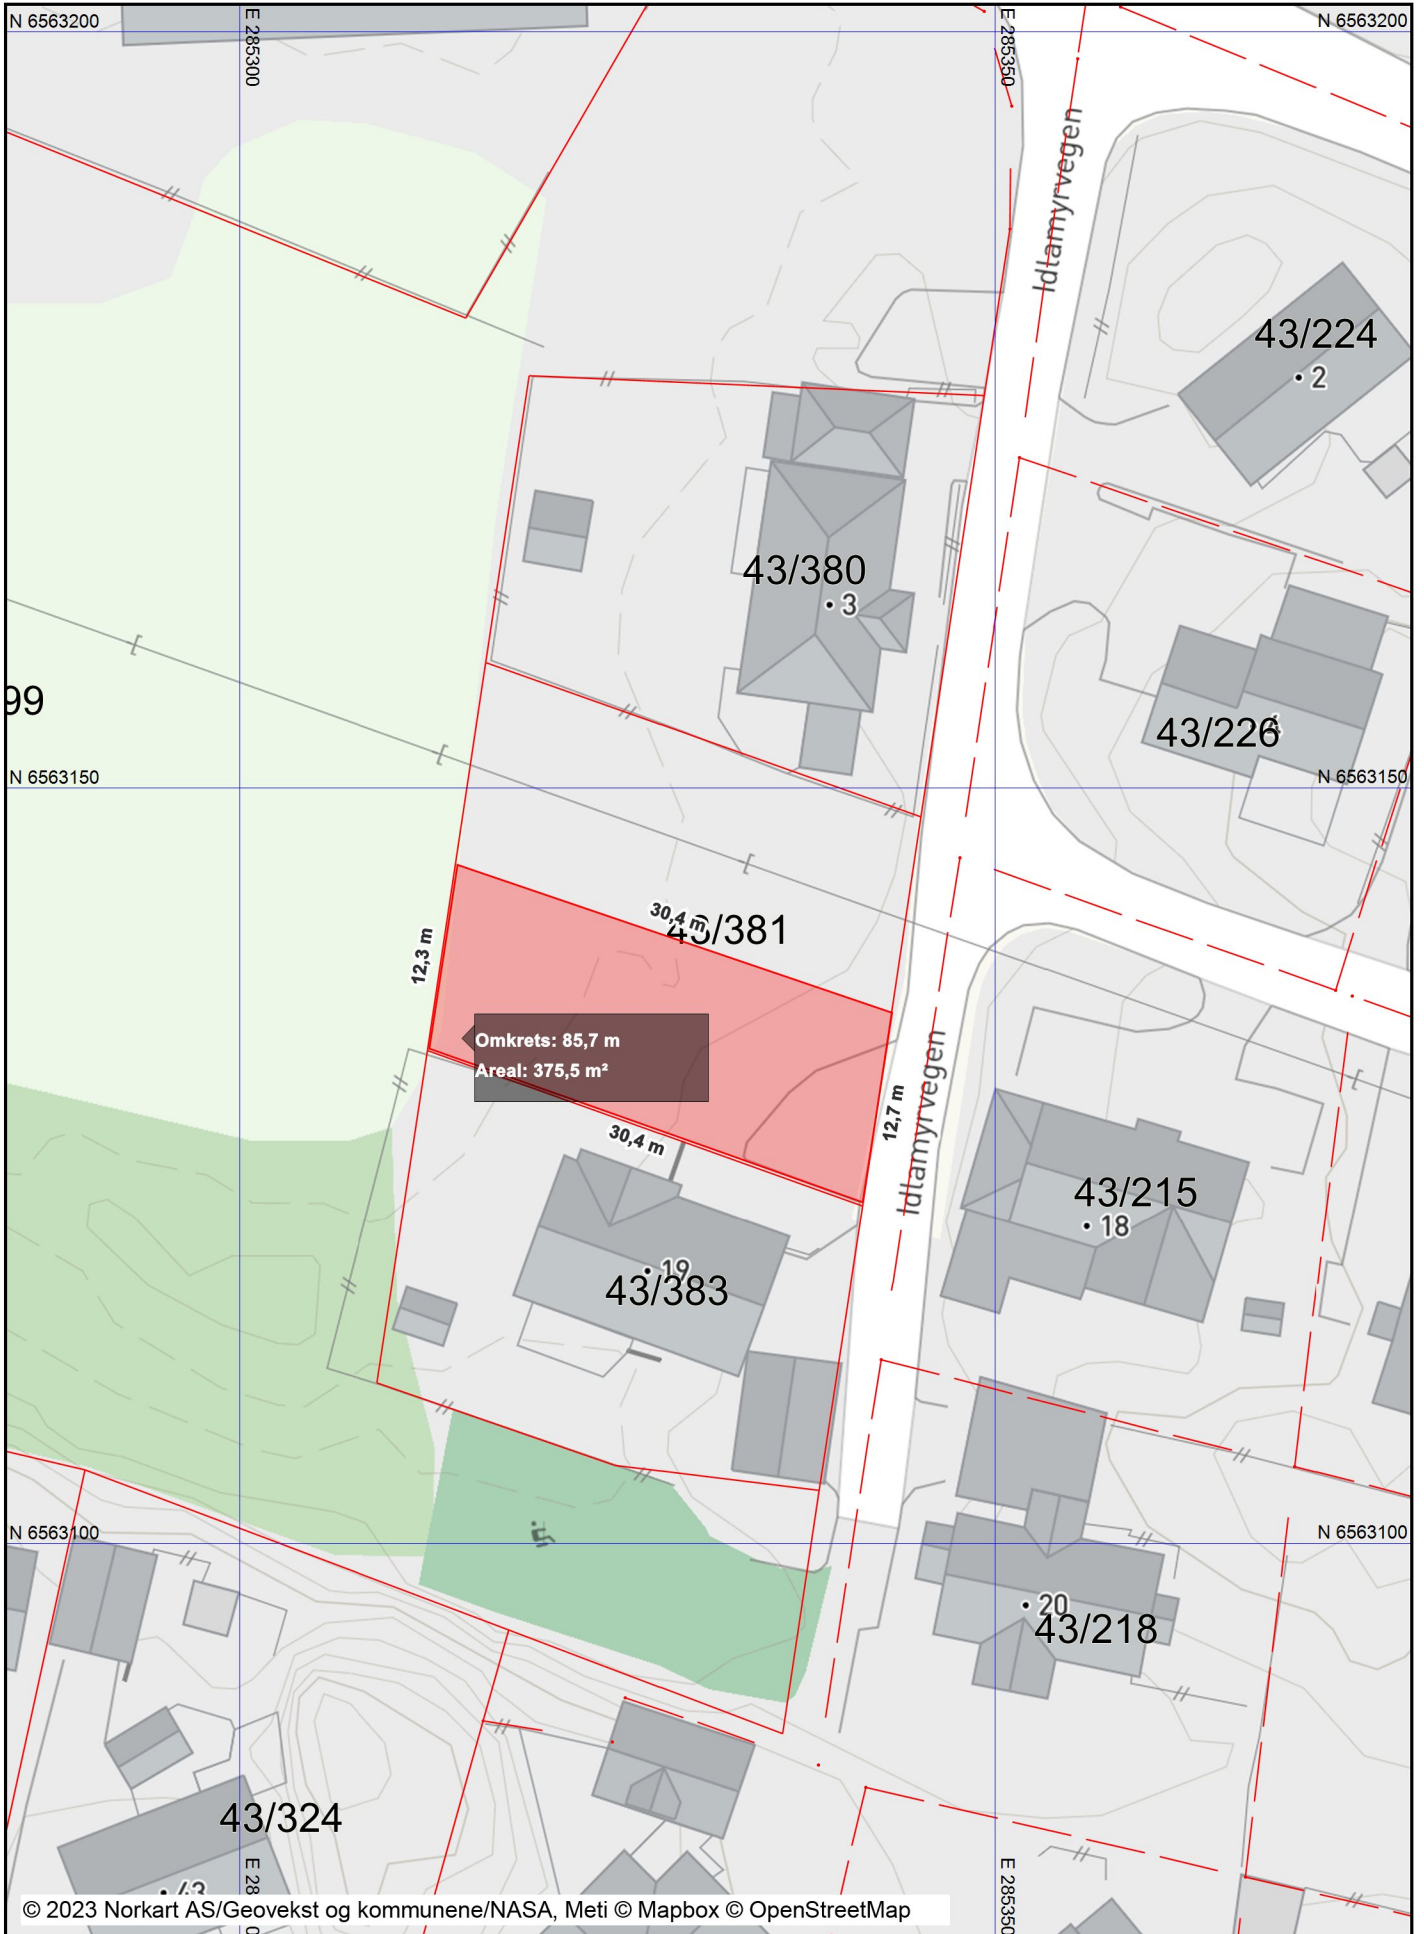 N 6563200
E 285300
E 285350
N 6563200
Idlamyrvegen
43/224
2
43/380
3
99
43/226
N 6563150
N 6563150
30,4 m
43/381
12,3 m
Omkrets: 85,7 m
Areal: 375,5 m²
12,7 m
Idlamyrvegen
30,4 m
43/215
18
19
43/383
N 6563100
N 6563100
20
43/218
43/324
43
E 285350
© 2023 Norkart AS/Geovekst og kommunene/NASA, Meti © Mapbox © OpenStreetMap